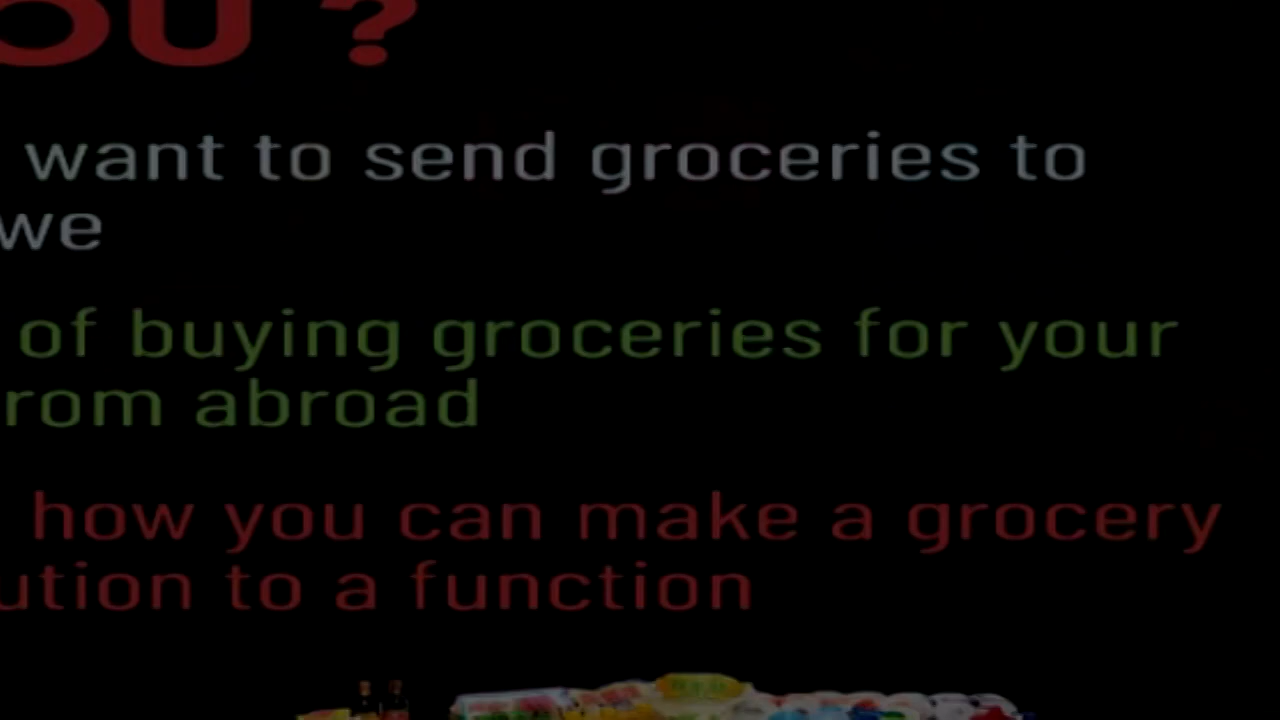 OU ?
want to send groceries to
we
of buying groceries for your
rom abroad
how you can make a grocery
ution to a function